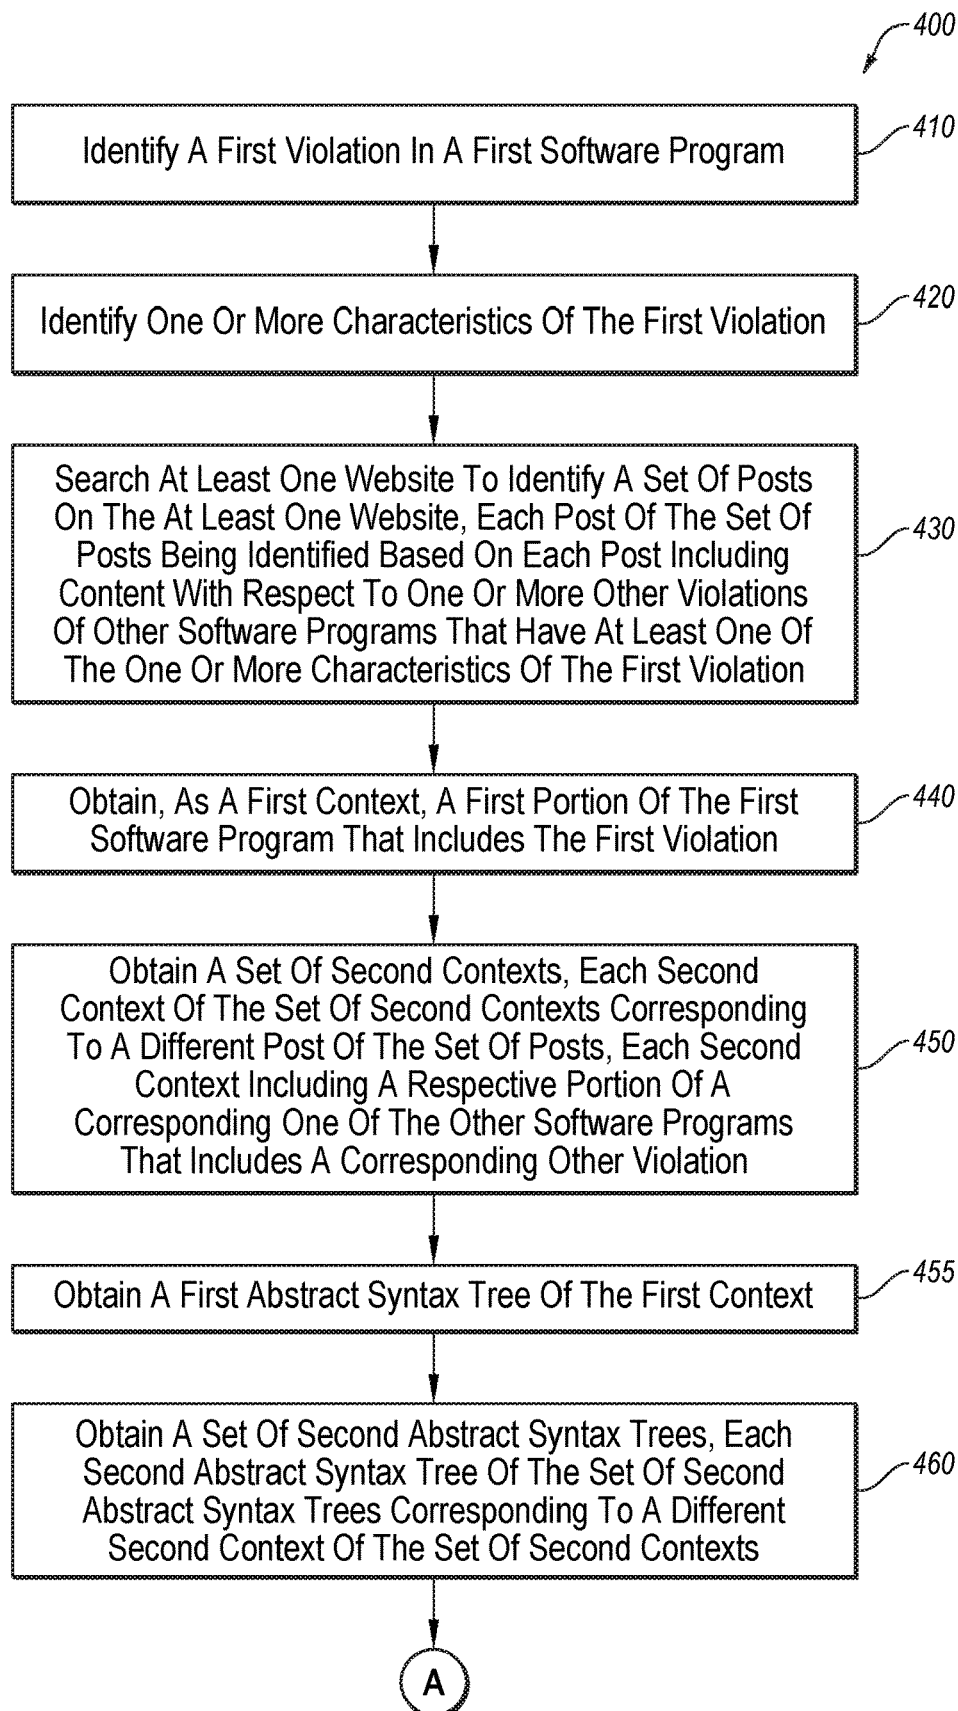 400
Identify A First Violation In A First Software Program
410
Identify One Or More Characteristics Of The First Violation
420
Search At Least One Website To Identify A Set Of Posts
On The At Least One Website, Each Post Of The Set Of
Posts Being Identified Based On Each Post Including
Content With Respect To One Or More Other Violations
Of Other Software Programs That Have At Least One Of
The One Or More Characteristics Of The First Violation
430
Obtain, As A First Context, A First Portion Of The First
Software Program That Includes The First Violation
440
Obtain A Set Of Second Contexts, Each Second
Context Of The Set Of Second Contexts Corresponding
To A Different Post Of The Set Of Posts, Each Second
Context Including A Respective Portion Of A
Corresponding One Of The Other Software Programs
That Includes A Corresponding Other Violation
450
Obtain A First Abstract Syntax Tree Of The First Context
455
Obtain A Set Of Second Abstract Syntax Trees, Each
Second Abstract Syntax Tree Of The Set Of Second
Abstract Syntax Trees Corresponding To A Different
Second Context Of The Set Of Second Contexts
460
A